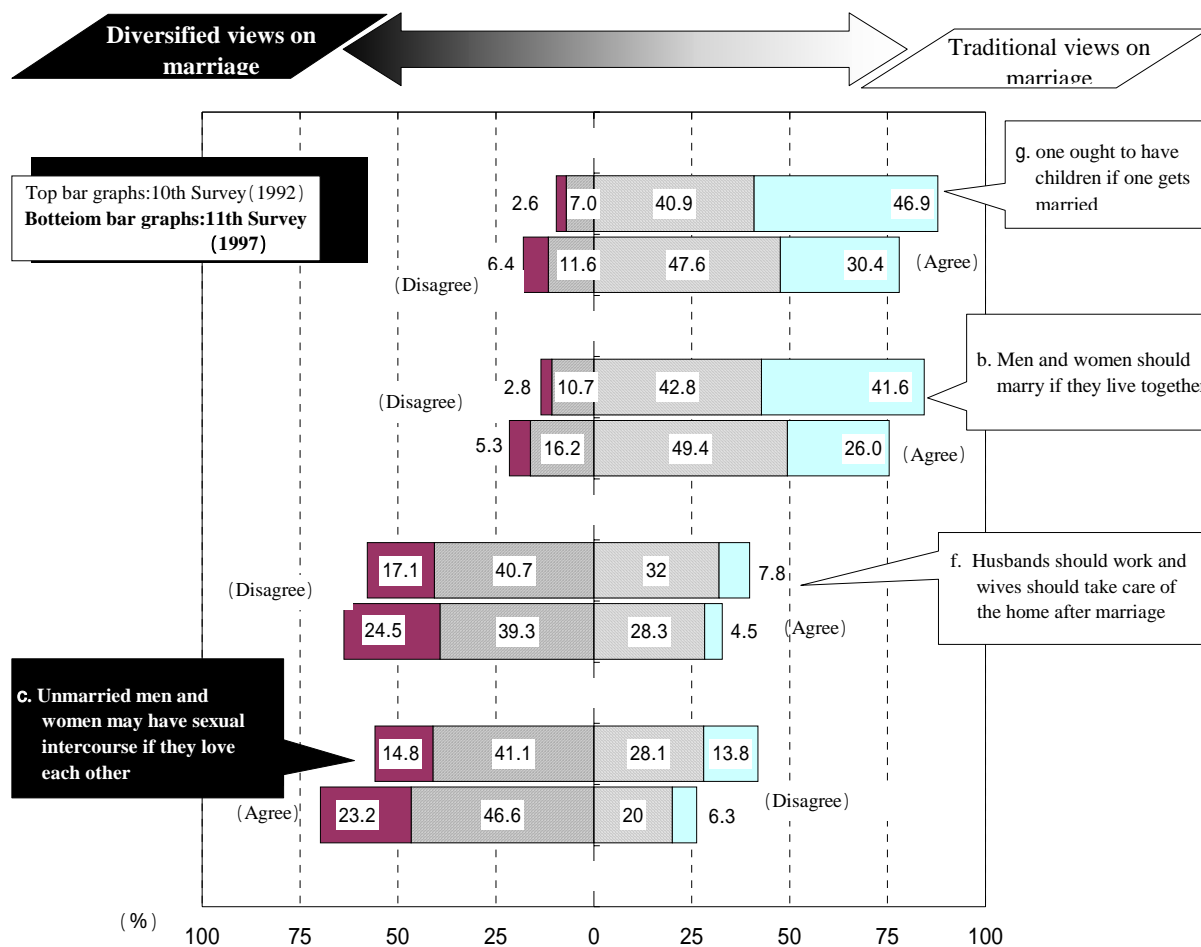 Diversified views on
marriage
Traditional views on
marriage
Top bar graphs:10th Survey(1992)
Botteiom bar graphs:11th Survey
(1997)
g. one ought to have
children if one gets
married
2.6 7.0 40.9 46.9
6.4 11.6 47.6 30.4 (Agree)
(Disagree)
b. Men and women should
marry if they live together
2.8 10.7 42.8 41.6
(Disagree)
5.3 16.2 49.4 26.0 (Agree)
f. Husbands should work and
wives should take care of
the home after marriage
17.1 40.7 32 7.8
(Disagree)
24.5 39.3 28.3 4.5 (Agree)
c. Unmarried men and
women may have sexual
intercourse if they love
each other
14.8 41.1 28.1 13.8
(Disagree)
(Agree) 23.2 46.6 20 6.3
(%) 100 75 50 25 0 25 50 75 100